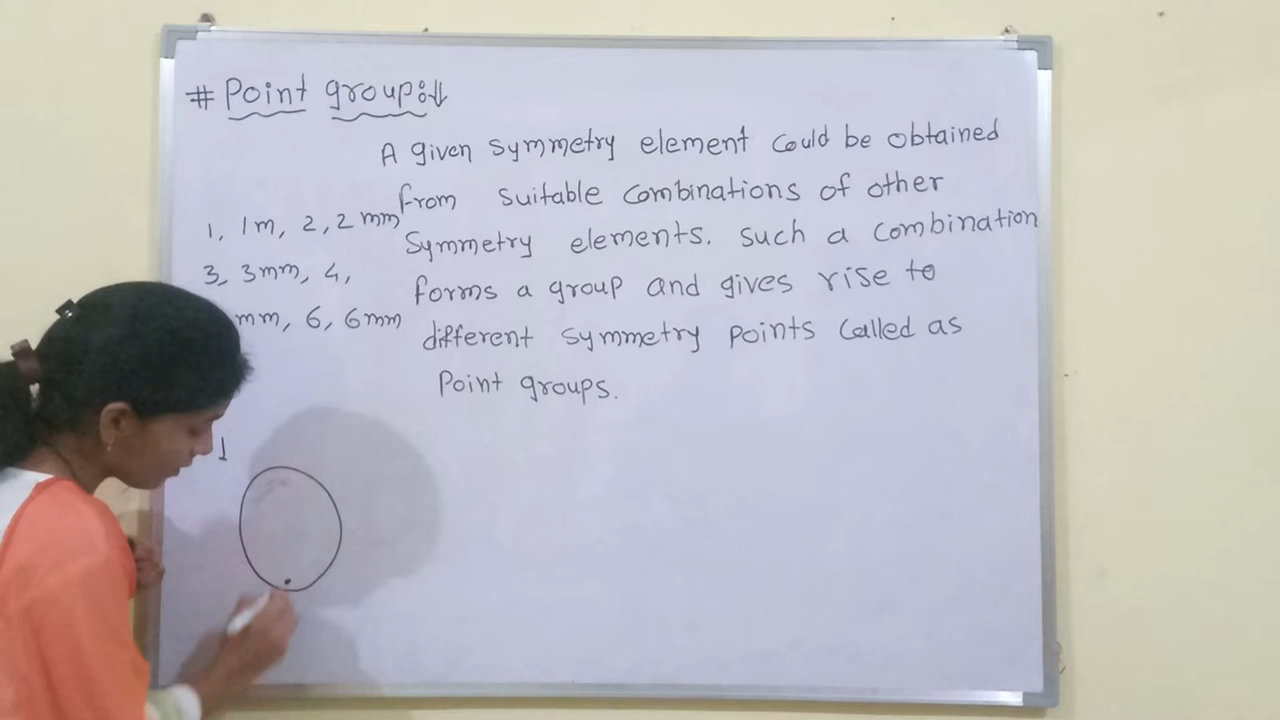 # Point group:↓
A given symmetry element could be obtained
from suitable combinations of other
symmetry elements. such a combination
forms a group and gives rise to
different symmetry points called as
Point groups.
1, 1m, 2, 2mm
3, 3mm, 4,
mm, 6, 6mm
1